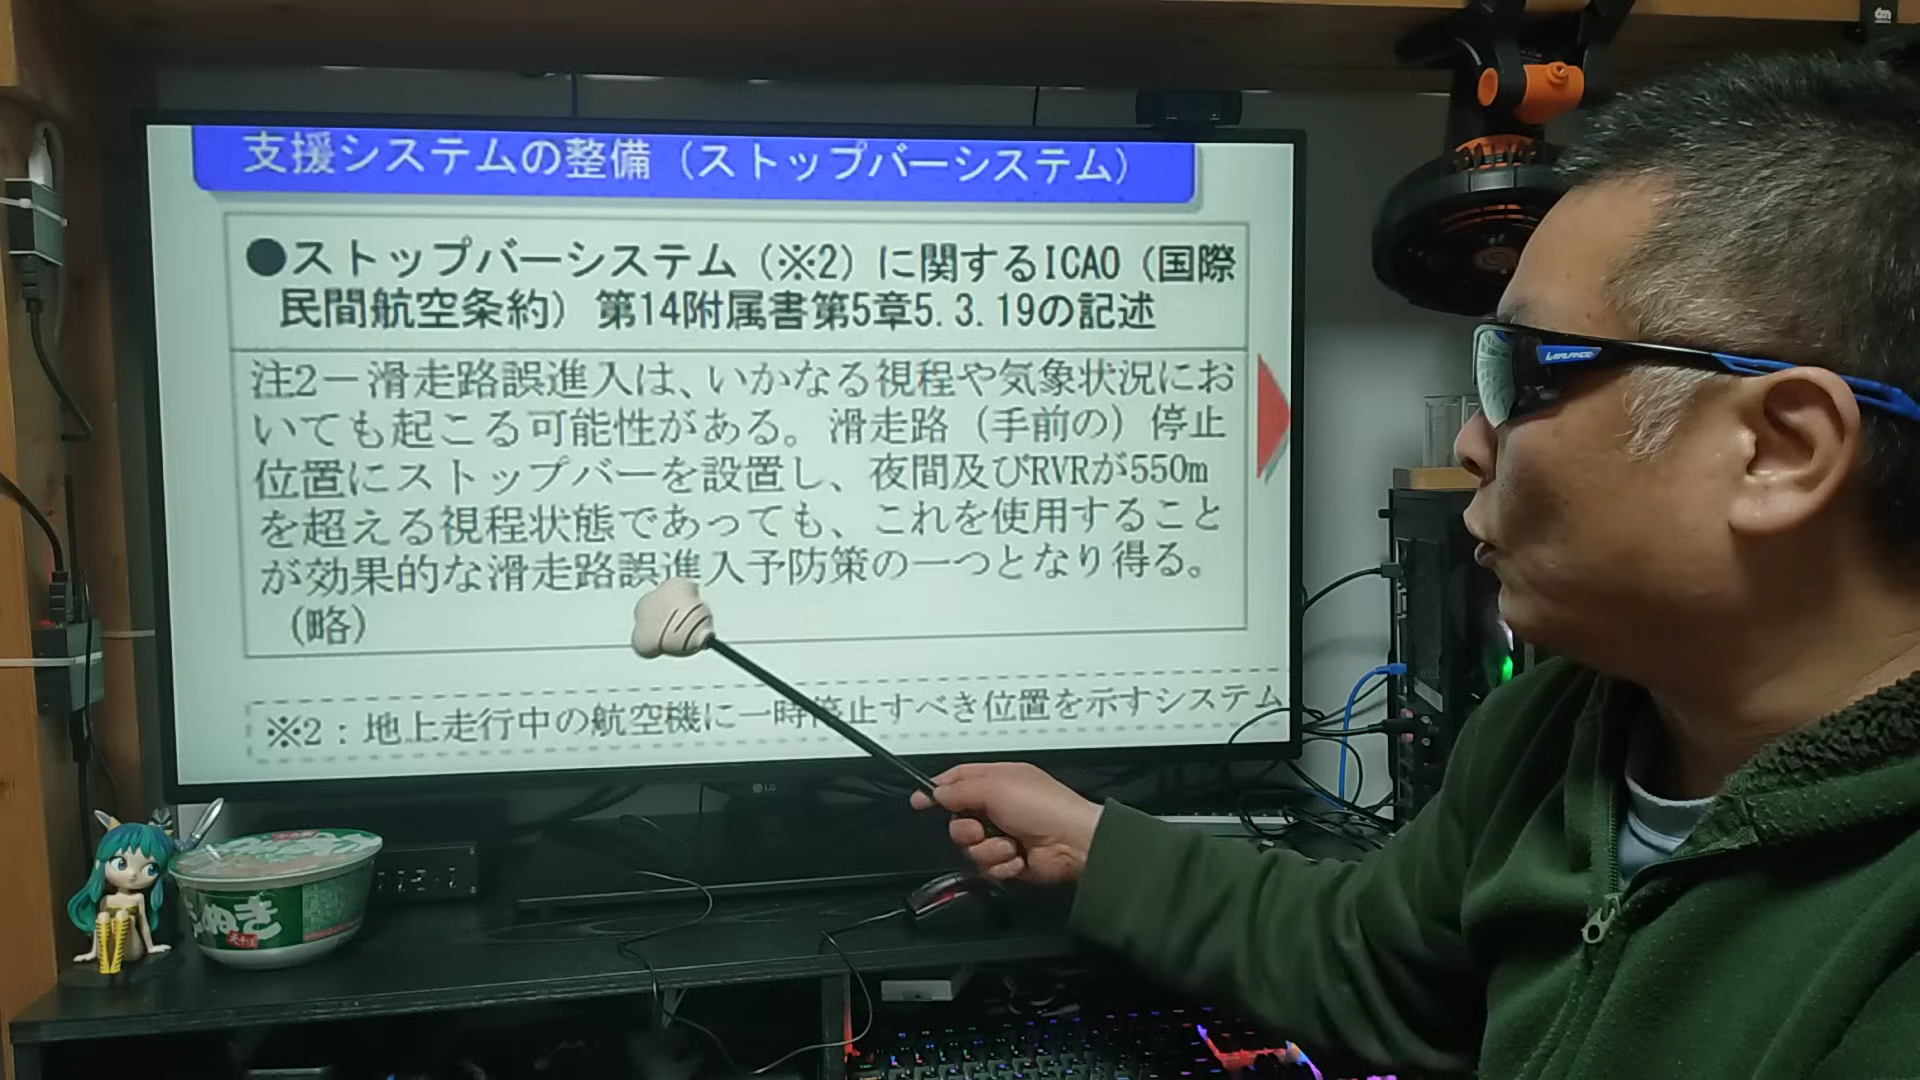 支援システムの整備（ストップバーシステム）
●ストップバーシステム（※2）に関するICAO（国際
民間航空条約）第14附属書第5章5.3.19の記述
注2－滑走路誤進入は、いかなる視程や気象状況にお
いても起こる可能性がある。滑走路（手前の）停止
位置にストップバーを設置し、夜間及びRVRが550m
を超える視程状態であっても、これを使用すること
が効果的な滑走路誤進入予防策の一つとなり得る。
（略）
※2：地上走行中の航空機に一時停止すべき位置を示すシステム
LG